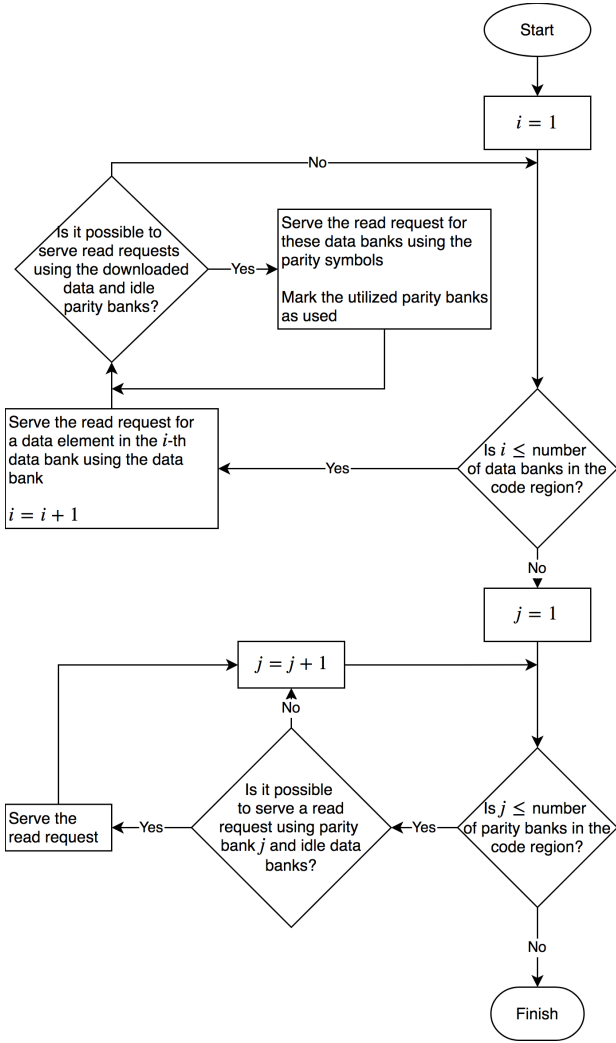 Start
i = 1
No
Is it possible to
serve read requests
using the downloaded
data and idle
parity banks?
Yes
Serve the read request for
these data banks using the
parity symbols
Mark the utilized parity banks
as used
Serve the read request for
a data element in the i-th
data bank using the data
bank
i = i + 1
Yes
Is i ≤ number
of data banks in the
code region?
No
j = 1
j = j + 1
No
Is it possible
to serve a read
request using parity
bank j and idle data
banks?
Yes
Serve the
read request
Yes
Is j ≤ number
of parity banks in the
code region?
No
Finish